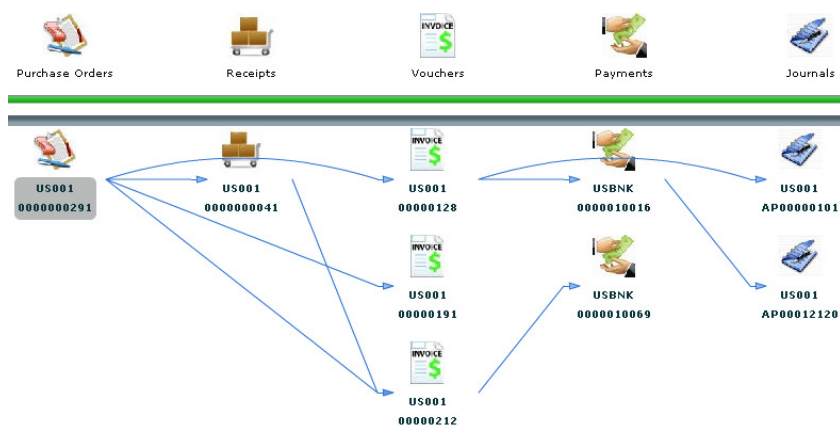 INVOICE
Purchase Orders Receipts Vouchers Payments Journals
INVOICE
US001 US001 US001 USBNK US001
0000000291 0000000041 00000128 0000010016 AP00000101
INVOICE
US001 USBNK US001
00000191 0000010069 AP00012120
INVOICE
US001
00000212